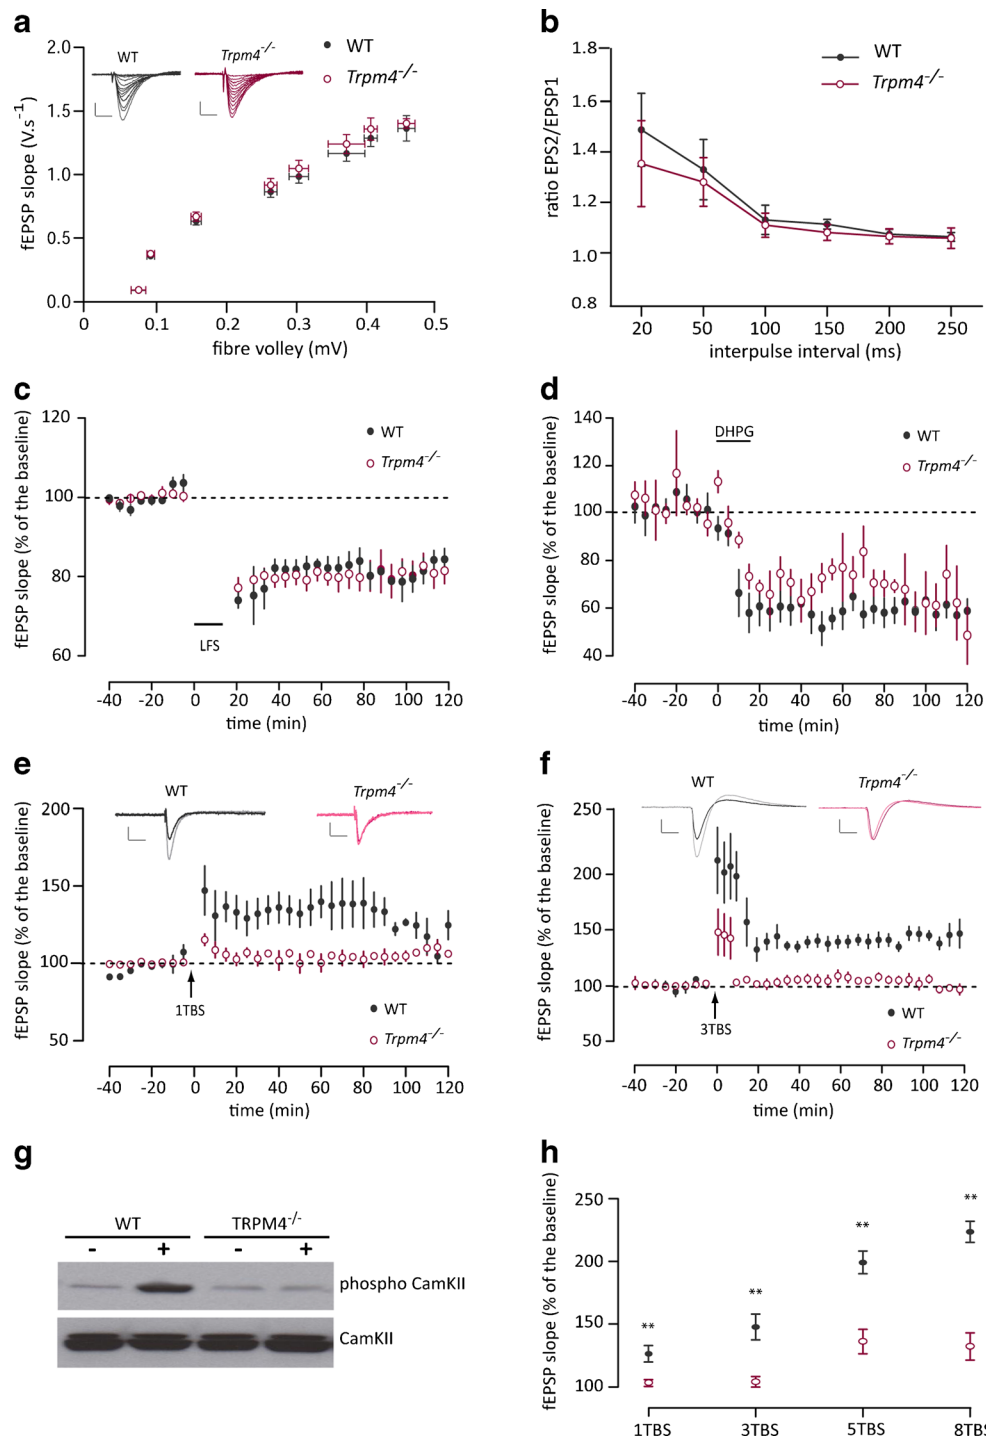 a
WT
Trpm4-/-
WT
Trpm4-/-
fEPSP slope (V.s-1)
2.0
1.5
1.0
0.5
0.0
0
0.1
0.2
0.3
0.4
0.5
fibre volley (mV)
b
WT
Trpm4-/-
ratio EPS2/EPSP1
1.8
1.6
1.4
1.2
1.0
0.8
20
50
100
150
200
250
interpulse interval (ms)
c
WT
Trpm4-/-
fEPSP slope (% of the baseline)
120
100
80
60
LFS
-40
-20
0
20
40
60
80
100
120
time (min)
d
DHPG
WT
Trpm4-/-
fEPSP slope (% of the baseline)
140
120
100
80
60
40
-40
-20
0
20
40
60
80
100
120
time (min)
e
WT
Trpm4-/-
fEPSP slope (% of the baseline)
200
150
100
50
1TBS
WT
Trpm4-/-
-40
-20
0
20
40
60
80
100
120
time (min)
f
WT
Trpm4-/-
fEPSP slope (% of the baseline)
250
200
150
100
50
3TBS
WT
Trpm4-/-
-40
-20
0
20
40
60
80
100
120
time (min)
g
WT
TRPM4-/-
- + - +
phospho CamKII
CamKII
h
fEPSP slope (% of the baseline)
250
200
150
100
**
**
**
**
1TBS
3TBS
5TBS
8TBS